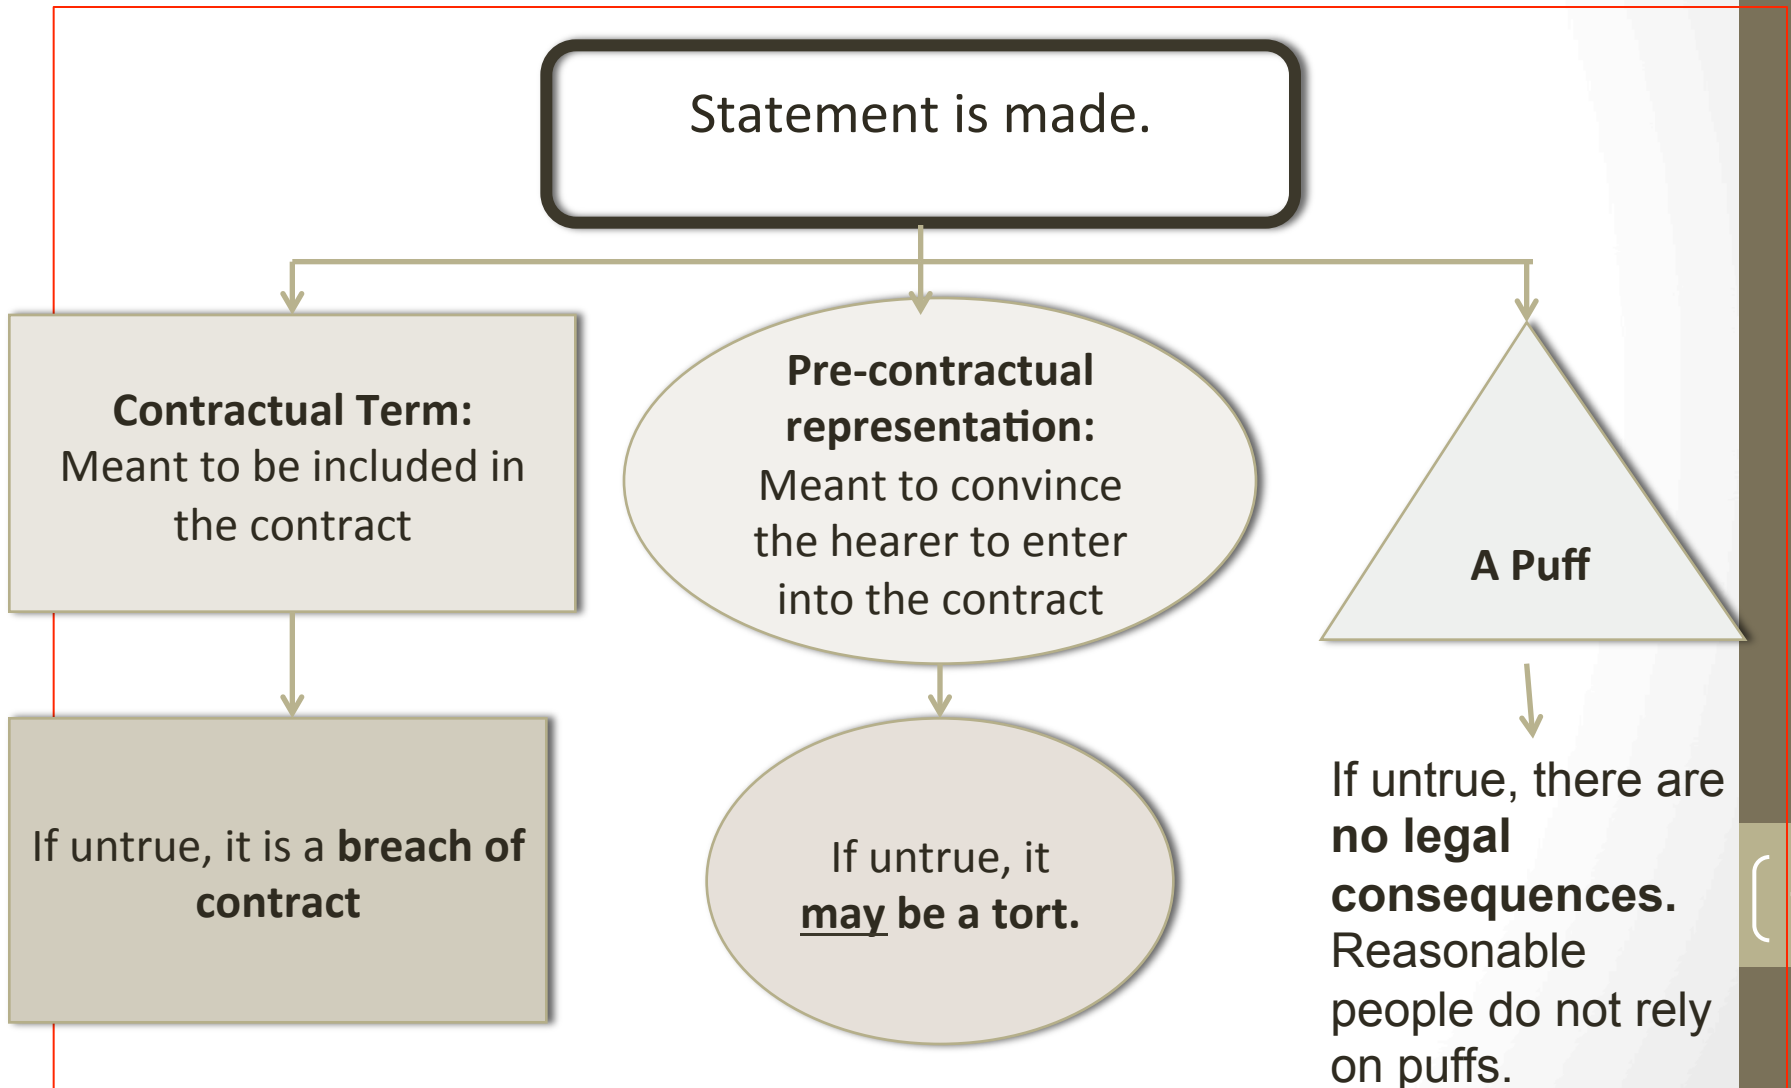 Statement is made.
Contractual Term:
Meant to be included in
the contract
Pre-contractual
representation:
Meant to convince
the hearer to enter
into the contract
A Puff
If untrue, it is a breach of
contract
If untrue, it
may be a tort.
If untrue, there are
no legal
consequences.
Reasonable
people do not rely
on puffs.